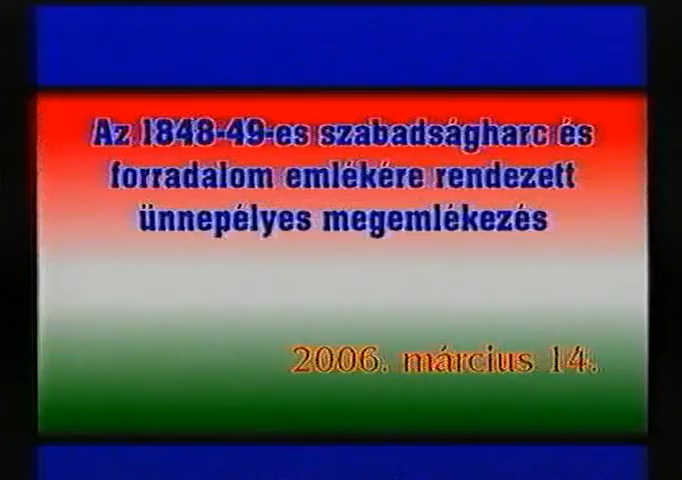 Az 1848-49-es szabadságharc és
forradalom emlékére rendezett
ünnepélyes megemlékezés
2006. március 14.